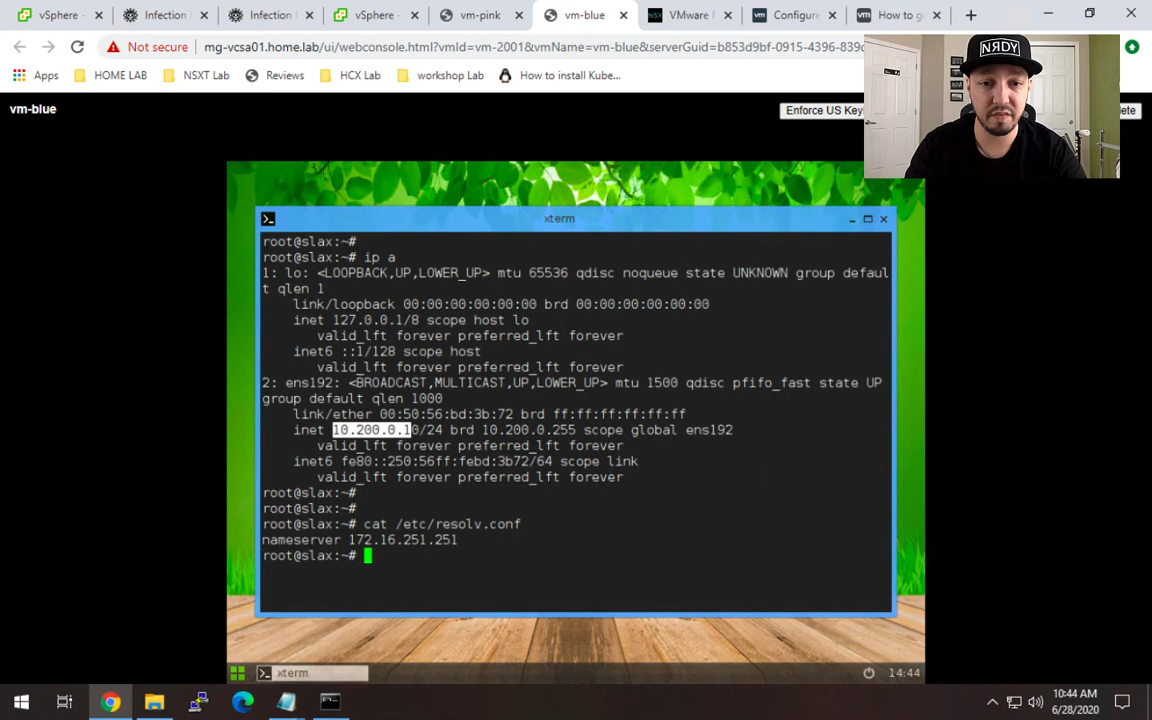 vSphere -
Infection
Infection
vSphere -
vm-pink
vm-blue
NSX
VMware
vm
Configure
vm
How to g
Not secure
mg-vcsa01.home.lab/ui/webconsole.html?vmId=vm-2001&vmName=vm-blue&serverGuid=b853d9bf-0915-4396-839
Apps
HOME LAB
NSXT Lab
Reviews
HCX Lab
workshop Lab
How to install Kube...
NЯDY
vm-blue
Enforce US Key
lete
xterm
root@slax:~#
root@slax:~# ip a
1: lo: <LOOPBACK,UP,LOWER_UP> mtu 65536 qdisc noqueue state UNKNOWN group defaul
t qlen 1
link/loopback 00:00:00:00:00:00 brd 00:00:00:00:00:00
inet 127.0.0.1/8 scope host lo
valid_lft forever preferred_lft forever
inet6 ::1/128 scope host
valid_lft forever preferred_lft forever
2: ens192: <BROADCAST,MULTICAST,UP,LOWER_UP> mtu 1500 qdisc pfifo_fast state UP
group default qlen 1000
link/ether 00:50:56:bd:3b:72 brd ff:ff:ff:ff:ff:ff
inet 10.200.0.10/24 brd 10.200.0.255 scope global ens192
valid_lft forever preferred_lft forever
inet6 fe80::250:56ff:febd:3b72/64 scope link
valid_lft forever preferred_lft forever
root@slax:~#
root@slax:~#
root@slax:~# cat /etc/resolv.conf
nameserver 172.16.251.251
root@slax:~#
xterm
14:44
10:44 AM
6/28/2020